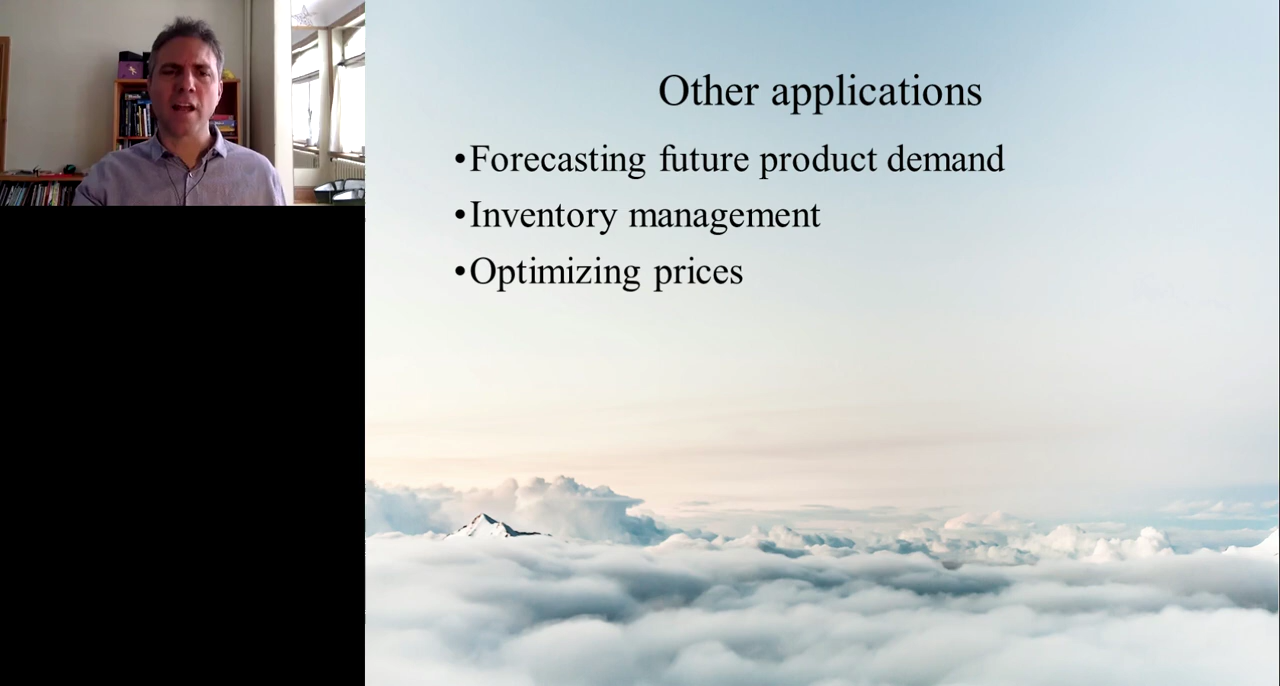 Other applications
•Forecasting future product demand
•Inventory management
•Optimizing prices